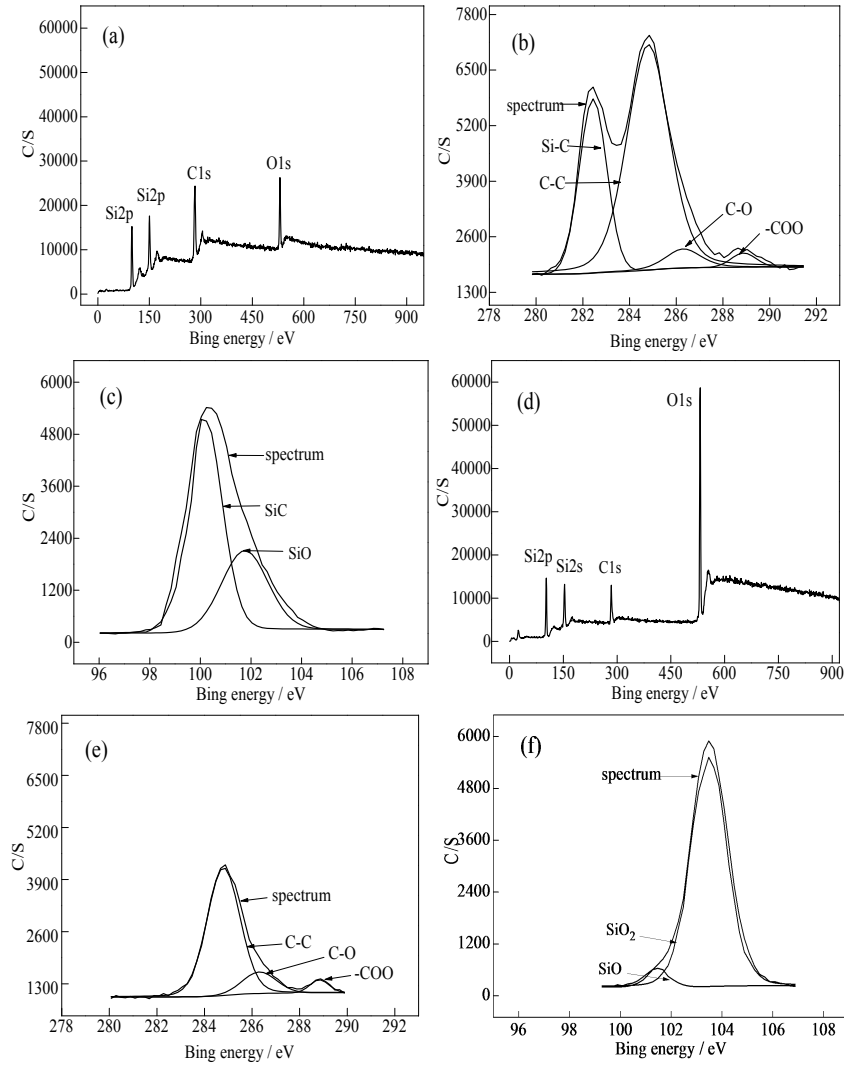 (a)
60000
50000
40000
30000
20000
10000
0
C/S
Si2p
Si2p
C1s
O1s
0 150 300 450 600 750 900
Bing energy / eV
(b)
7800
6500
5200
3900
2600
1300
C/S
spectrum
Si-C
C-C
C-O
-COO
278 280 282 284 286 288 290 292
Bing energy / eV
(c)
6000
4800
3600
2400
1200
0
C/S
spectrum
SiC
SiO
96 98 100 102 104 106 108
Bing energy / eV
(d)
60000
50000
40000
30000
20000
10000
0
C/S
O1s
Si2p
Si2s
C1s
0 150 300 450 600 750 900
Bing energy / eV
(e)
7800
6500
5200
3900
2600
1300
C/S
spectrum
C-C
C-O
-COO
278 280 282 284 286 288 290 292
Bing energy / eV
(f)
6000
4800
3600
2400
1200
0
C/S
spectrum
SiO2
SiO
96 98 100 102 104 106 108
Bing energy / eV